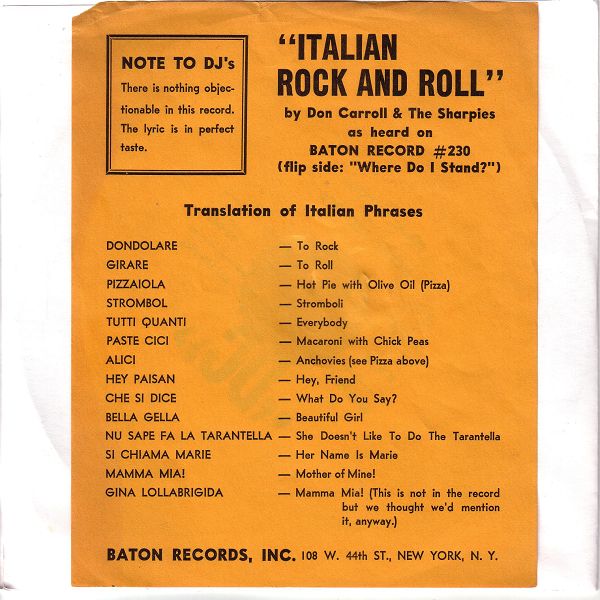 NOTE TO DJ's
There is nothing objec-
tionable in this record.
The lyric is in perfect
taste.
"ITALIAN
ROCK AND ROLL"
by Don Carroll & The Sharpies
as heard on
BATON RECORD #230
(flip side: "Where Do I Stand?")
Translation of Italian Phrases
DONDOLARE — To Rock
GIRARE — To Roll
PIZZAIOLA — Hot Pie with Olive Oil (Pizza)
STROMBOL — Stromboli
TUTTI QUANTI — Everybody
PASTE CICI — Macaroni with Chick Peas
ALICI — Anchovies (see Pizza above)
HEY PAISAN — Hey, Friend
CHE SI DICE — What Do You Say?
BELLA GELLA — Beautiful Girl
NU SAPE FA LA TARANTELLA — She Doesn't Like To Do The Tarantella
SI CHIAMA MARIE — Her Name Is Marie
MAMMA MIA! — Mother of Mine!
GINA LOLLABRIGIDA — Mamma Mia! (This is not in the record
but we thought we'd mention
it, anyway.)
BATON RECORDS, INC. 108 W. 44th ST., NEW YORK, N. Y.